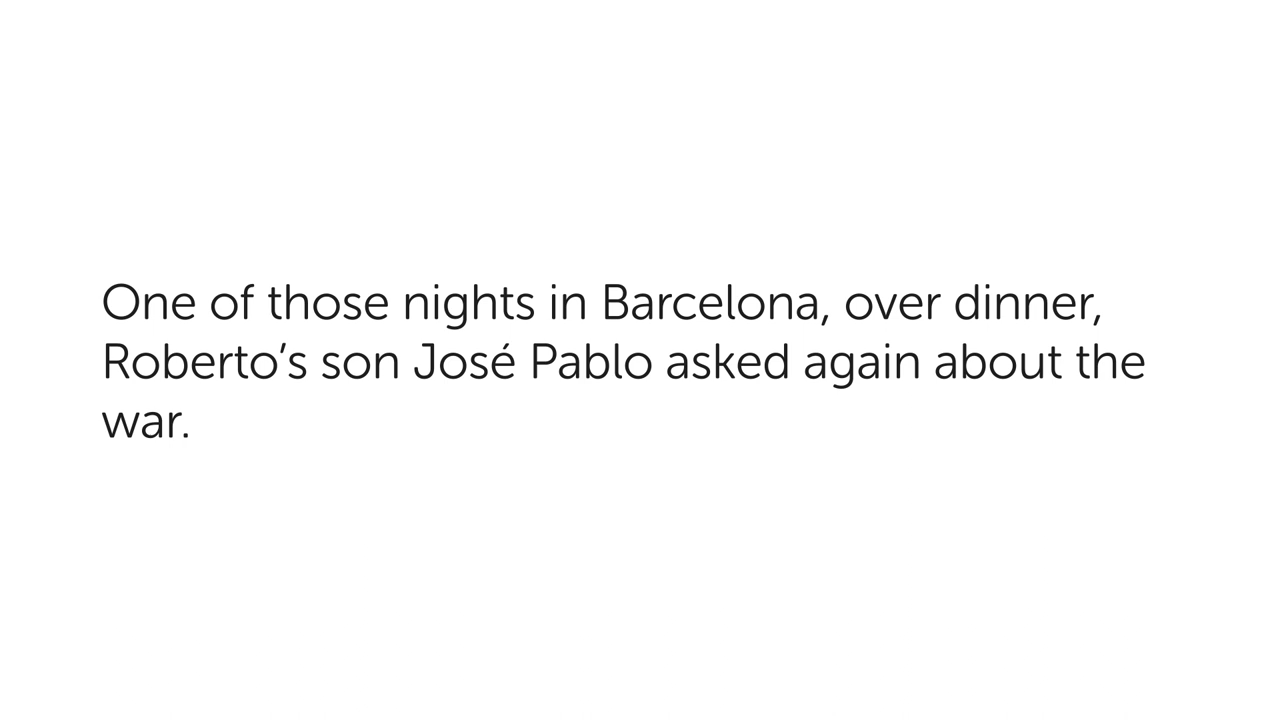 One of those nights in Barcelona, over dinner,
Roberto’s son José Pablo asked again about the
war.